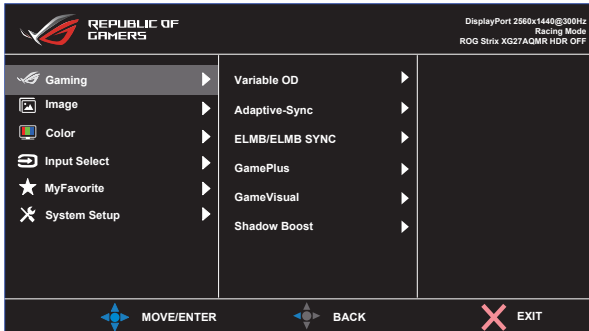 REPUBLIC OF
GAMERS
DisplayPort 2560x1440@300Hz
Racing Mode
ROG Strix XG27AQMR HDR OFF
Gaming
Image
Color
Input Select
MyFavorite
System Setup
Variable OD
Adaptive-Sync
ELMB/ELMB SYNC
GamePlus
GameVisual
Shadow Boost
MOVE/ENTER
BACK
EXIT